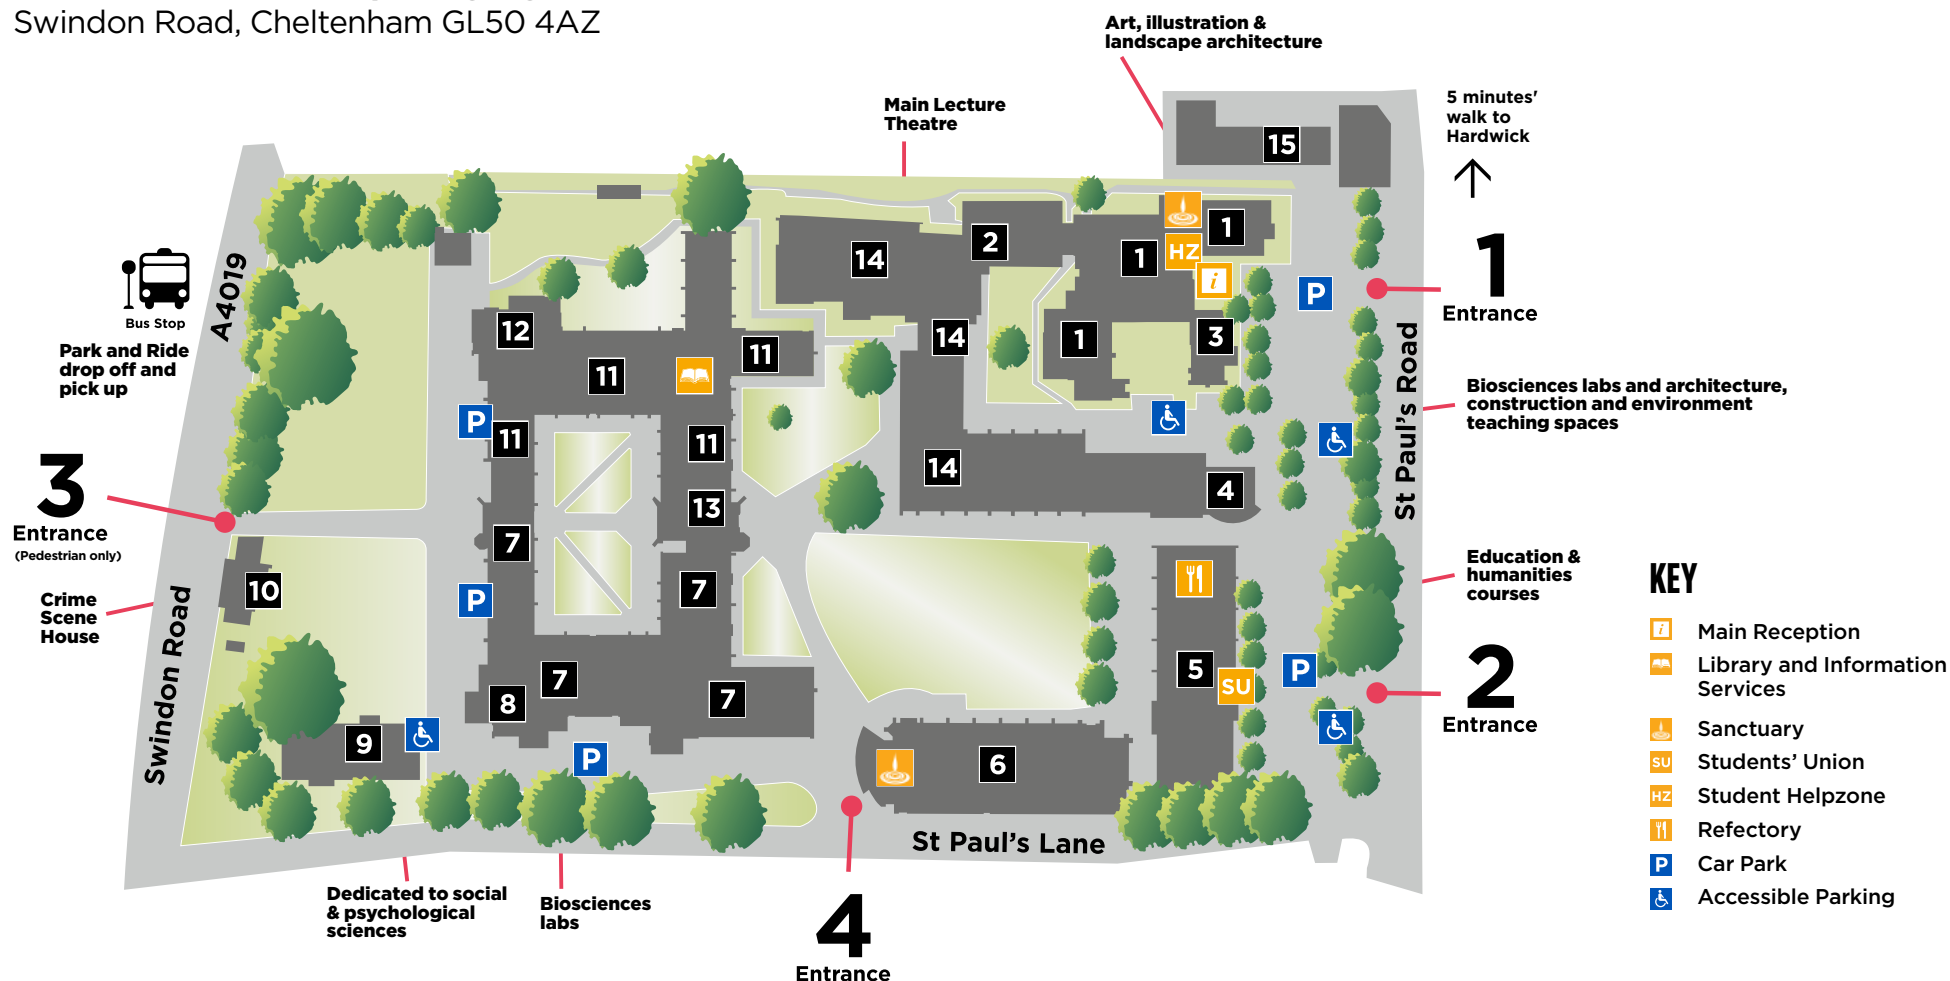 Swindon Road, Cheltenham GL50 4AZ
Art, illustration &
landscape architecture
Main Lecture
Theatre
5 minutes'
walk to
Hardwick
15
1
2
14
1
HZ
i
P
1
Entrance
A4019
Bus Stop
Park and Ride
drop off and
pick up
12
11
11
14
1
3
St Paul's Road
Biosciences labs and architecture,
construction and environment
teaching spaces
P
11
11
14
4
13
3
Entrance
(Pedestrian only)
7
10
Crime
Scene
House
P
7
Education &
humanities
courses
Swindon Road
7
8
7
5
SU
P
2
Entrance
9
P
6
St Paul's Lane
Dedicated to social
& psychological
sciences
Biosciences
labs
4
Entrance
KEY
i Main Reception
Library and Information
Services
Sanctuary
SU Students' Union
HZ Student Helpzone
Refectory
P Car Park
Accessible Parking